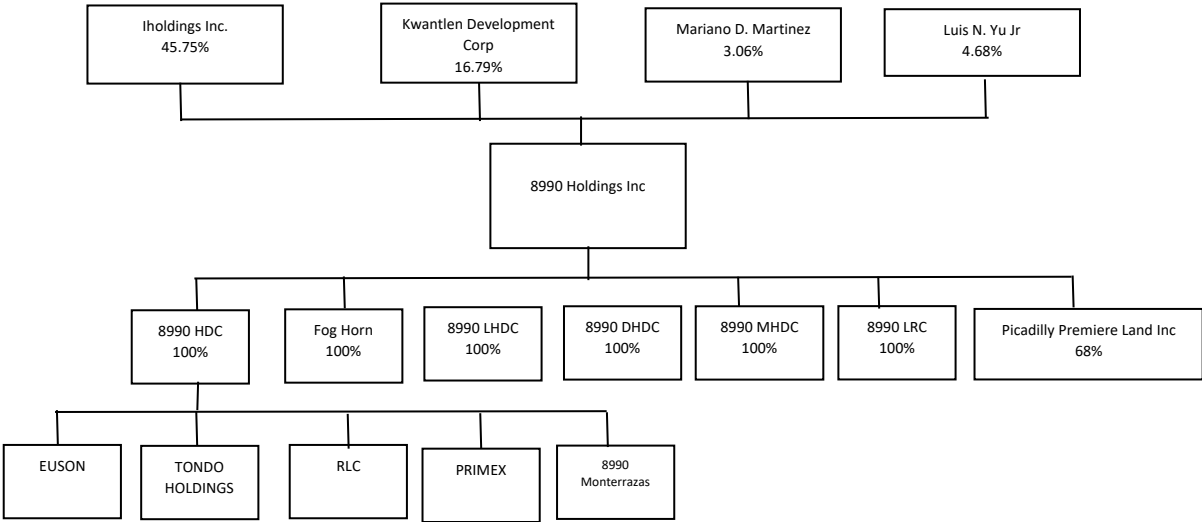 Iholdings Inc.
45.75%
Kwantlen Development
Corp
16.79%
Mariano D. Martinez
3.06%
Luis N. Yu Jr
4.68%
8990 Holdings Inc
8990 HDC
100%
Fog Horn
100%
8990 LHDC
100%
8990 DHDC
100%
8990 MHDC
100%
8990 LRC
100%
Picadilly Premiere Land Inc
68%
EUSON
TONDO
HOLDINGS
RLC
PRIMEX
8990
Monterrazas